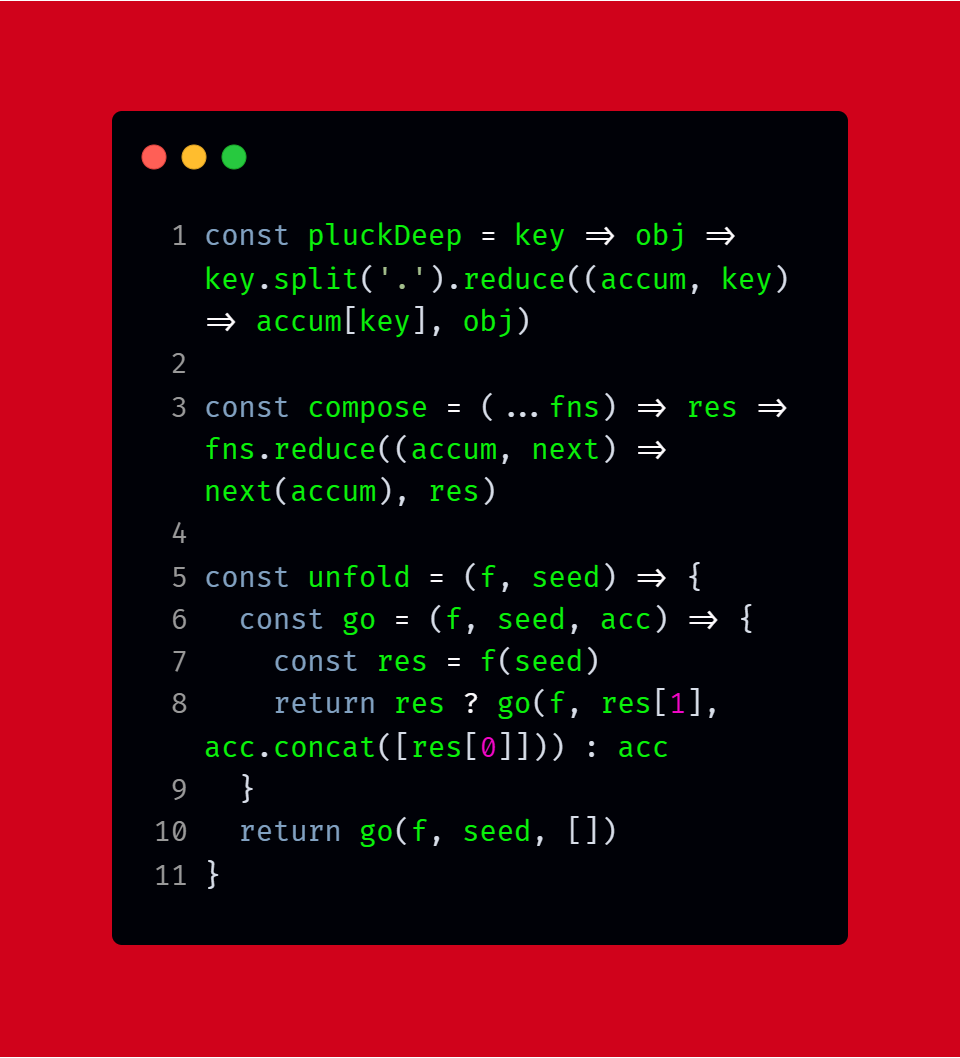 1 const pluckDeep = key => obj =>
key.split('.').reduce((accum, key)
=> accum[key], obj)
2
3 const compose = (...fns) => res =>
fns.reduce((accum, next) =>
next(accum), res)
4
5 const unfold = (f, seed) => {
6   const go = (f, seed, acc) => {
7     const res = f(seed)
8     return res ? go(f, res[1],
acc.concat([res[0]])) : acc
9   }
10   return go(f, seed, [])
11 }